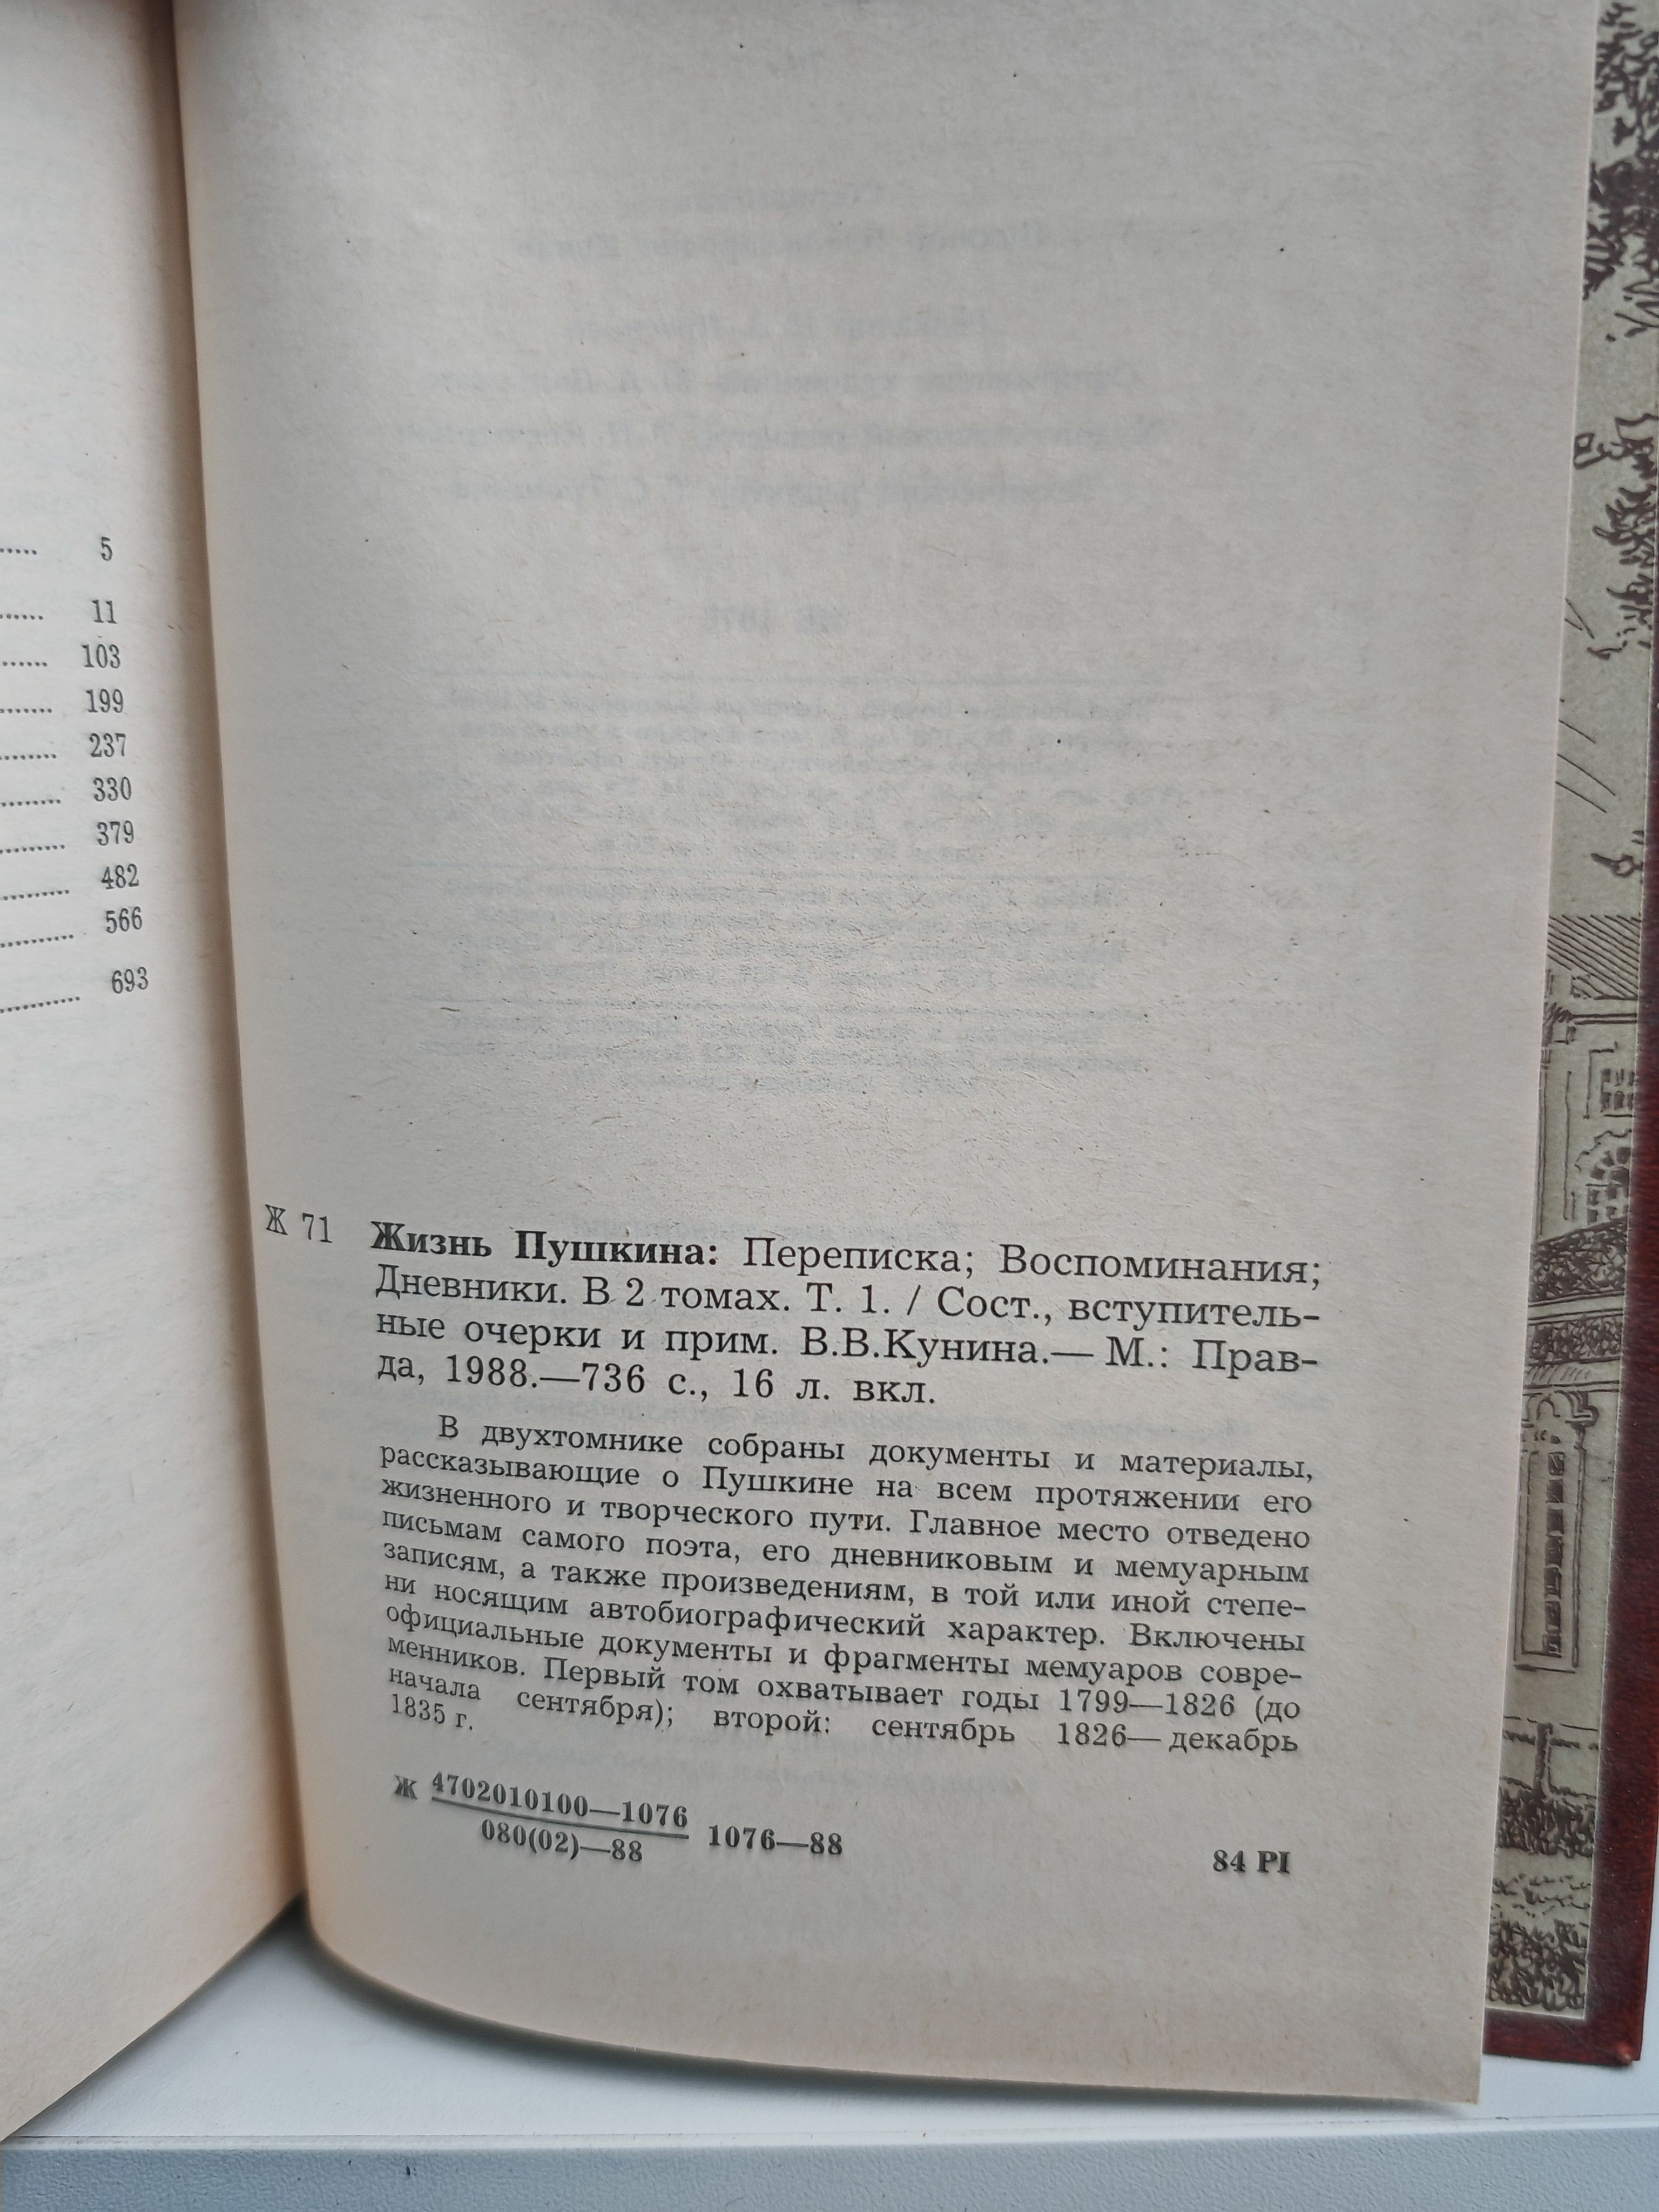 5
11
103
199
237
330
379
482
566
693
Ж 71 Жизнь Пушкина: Переписка; Воспоминания;
Дневники. В 2 томах. Т. 1. / Сост., вступитель-
ные очерки и прим. В.В.Кунина.— М.: Прав-
да, 1988.—736 с., 16 л. вкл.
В двухтомнике собраны документы и материалы,
рассказывающие о Пушкине на всем протяжении его
жизненного и творческого пути. Главное место отведено
письмам самого поэта, его дневниковым и мемуарным
записям, а также произведениям, в той или иной степе-
ни носящим автобиографический характер. Включены
официальные документы и фрагменты мемуаров совре-
менников. Первый том охватывает годы 1799—1826 (до
начала сентября); второй: сентябрь 1826— декабрь
1835 г.
Ж 4702010100—1076
080(02)—88 1076—88
84 PI